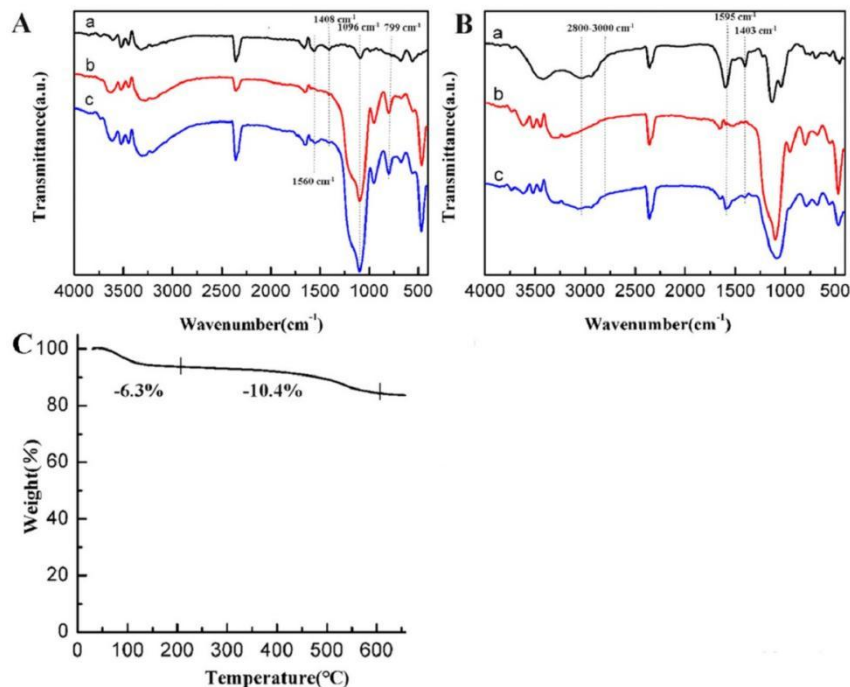 A
1408 cm⁻¹
1096 cm⁻¹ 799 cm⁻¹
a
b
c
1560 cm⁻¹
Transmittance(a.u.)
4000 3500 3000 2500 2000 1500 1000 500
Wavenumber(cm⁻¹)
B
2800-3000 cm⁻¹
1595 cm⁻¹
1403 cm⁻¹
a
b
c
Transmittance(a.u.)
4000 3500 3000 2500 2000 1500 1000 500
Wavenumber(cm⁻¹)
C
100
80
60
40
20
0
-6.3% -10.4%
Weight(%)
0 100 200 300 400 500 600
Temperature(°C)